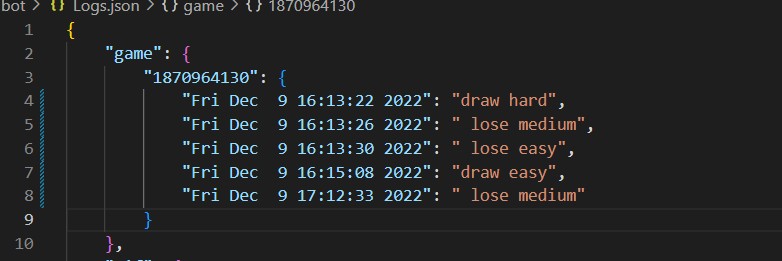 bot > {} Logs.json > {} game > {} 1870964130
1 {
2 "game": {
3 "1870964130": {
4 "Fri Dec  9 16:13:22 2022": "draw hard",
5 "Fri Dec  9 16:13:26 2022": " lose medium",
6 "Fri Dec  9 16:13:30 2022": " lose easy",
7 "Fri Dec  9 16:15:08 2022": "draw easy",
8 "Fri Dec  9 17:12:33 2022": " lose medium"
9 }
10 },